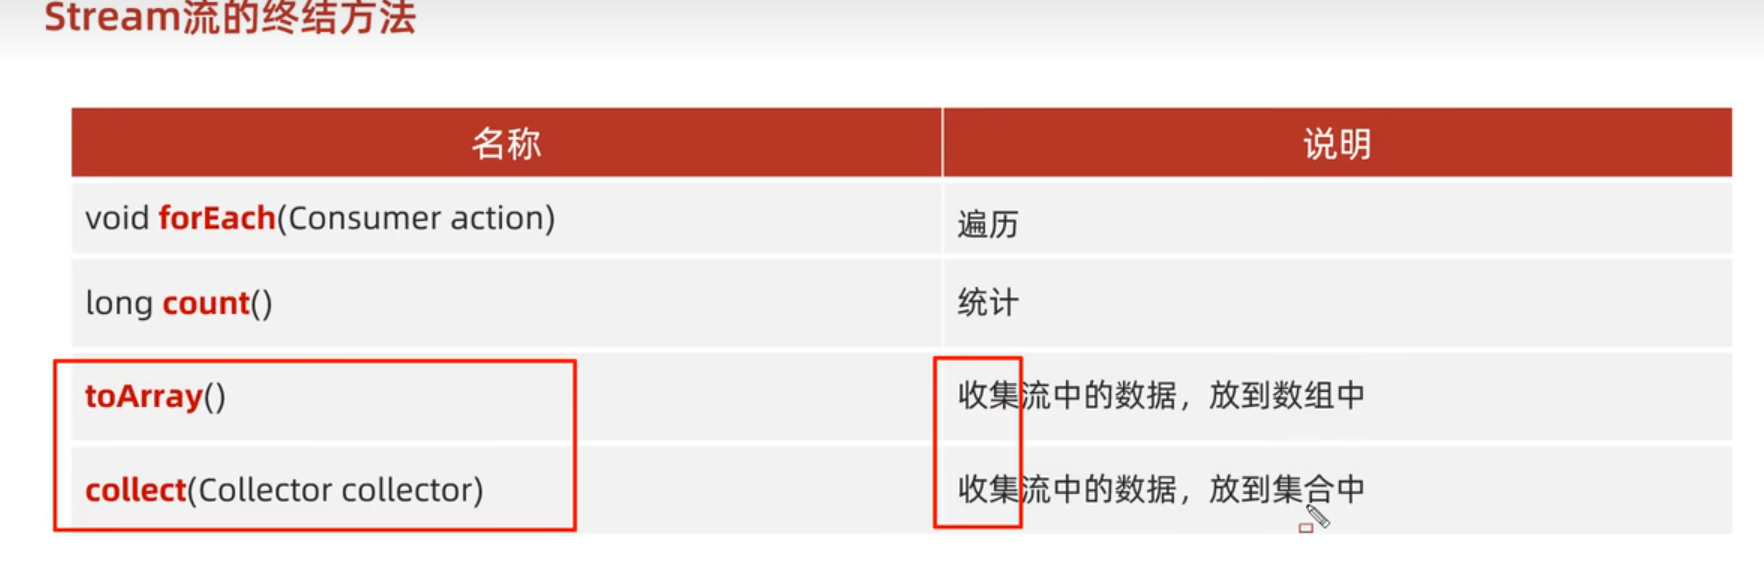 Stream流的终结方法
名称 说明
void forEach(Consumer action) 遍历
long count() 统计
toArray() 收集流中的数据，放到数组中
collect(Collector collector) 收集流中的数据，放到集合中